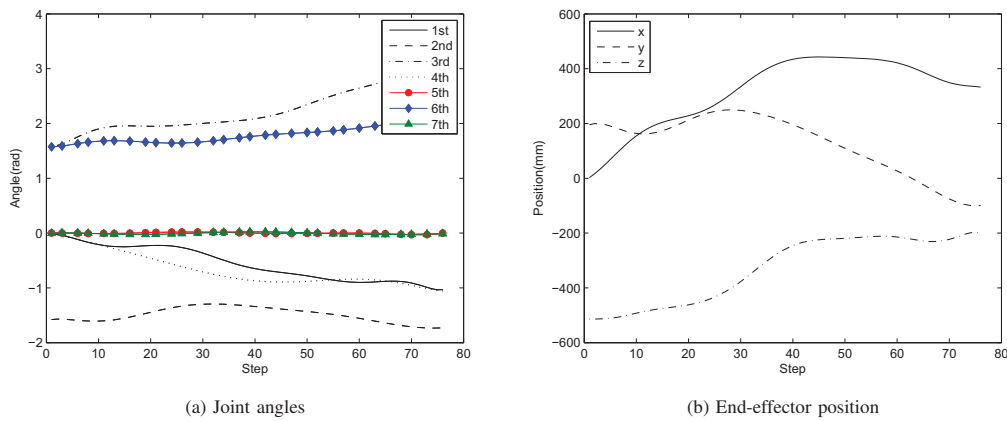 4
3
2
1
0
−1
−2
Angle(rad)
0 10 20 30 40 50 60 70 80
Step
1st
2nd
3rd
4th
5th
6th
7th
(a) Joint angles
600
400
200
0
−200
−400
−600
Position(mm)
0 10 20 30 40 50 60 70 80
Step
x
y
z
(b) End-effector position